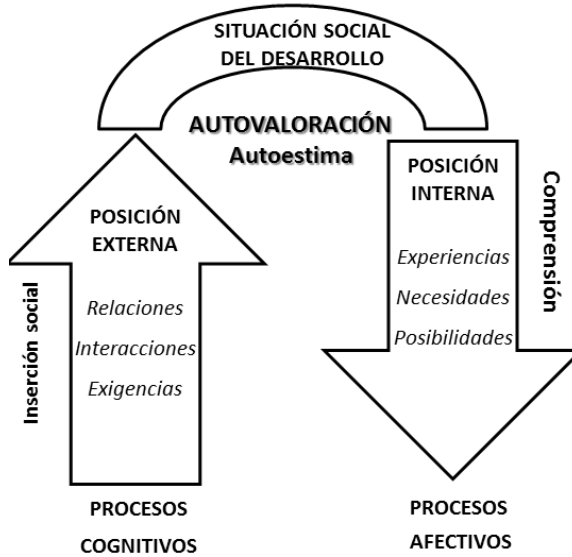 SITUACIÓN SOCIAL
DEL DESARROLLO
AUTOVALORACIÓN
Autoestima
POSICIÓN
EXTERNA
Relaciones
Interacciones
Exigencias
Inserción social
PROCESOS
COGNITIVOS
POSICIÓN
INTERNA
Experiencias
Necesidades
Posibilidades
Comprensión
PROCESOS
AFECTIVOS